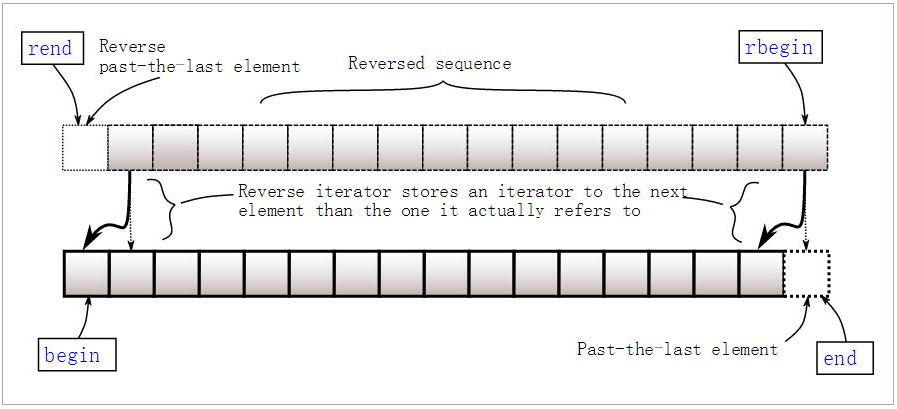 rend
Reverse
past-the-last element
Reversed sequence
rbegin
Reverse iterator stores an iterator to the next
element than the one it actually refers to
begin
Past-the-last element
end